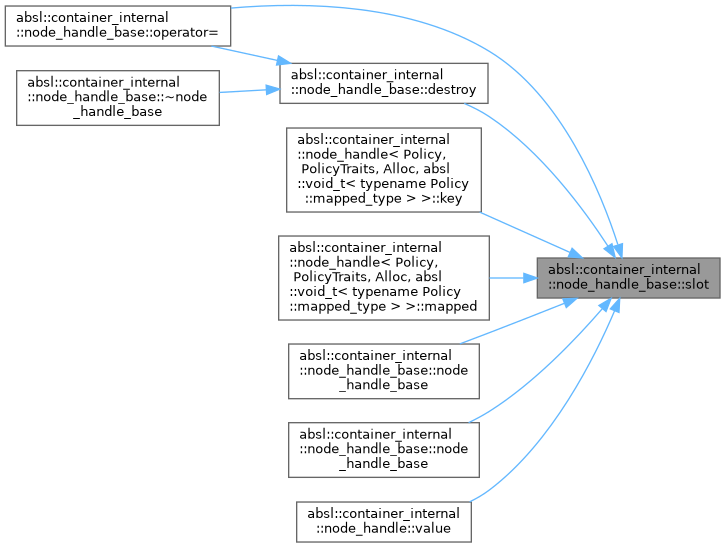 absl::container_internal
::node_handle_base::operator=
absl::container_internal
::node_handle_base::~node
_handle_base
absl::container_internal
::node_handle_base::destroy
absl::container_internal
::node_handle< Policy,
PolicyTraits, Alloc, absl
::void_t< typename Policy
::mapped_type > >::key
absl::container_internal
::node_handle< Policy,
PolicyTraits, Alloc, absl
::void_t< typename Policy
::mapped_type > >::mapped
absl::container_internal
::node_handle_base::node
_handle_base
absl::container_internal
::node_handle_base::node
_handle_base
absl::container_internal
::node_handle::value
absl::container_internal
::node_handle_base::slot